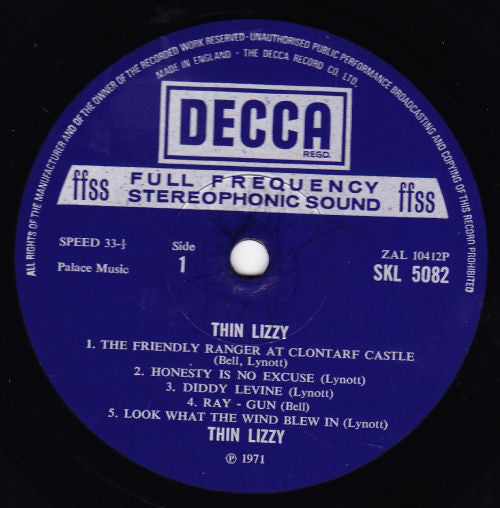 ALL RIGHTS OF THE MANUFACTURER AND OF THE OWNER OF THE RECORDED WORK RESERVED - UNAUTHORISED PUBLIC PERFORMANCE BROADCASTING AND COPYING OF THIS RECORD PROHIBITED
MADE IN ENGLAND - THE DECCA RECORD CO. LTD.
DECCA
REGD.
ffss FULL FREQUENCY ffss
STEREOPHONIC SOUND
SPEED 33-⅓ Side ZAL 10412P
Palace Music 1 SKL 5082
THIN LIZZY
1. THE FRIENDLY RANGER AT CLONTARF CASTLE
(Bell, Lynott)
2. HONESTY IS NO EXCUSE (Lynott)
3. DIDDY LEVINE (Lynott)
4. RAY - GUN (Bell)
5. LOOK WHAT THE WIND BLEW IN (Lynott)
THIN LIZZY
℗ 1971